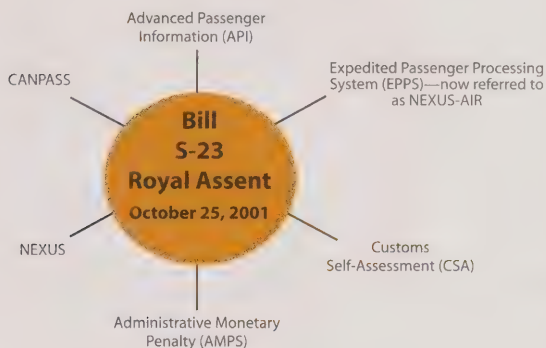 Advanced Passenger
Information (API)
CANPASS
Expedited Passenger Processing
System (EPPS)—now referred to
as NEXUS-AIR
Bill
S-23
Royal Assent
October 25, 2001
NEXUS
Customs
Self-Assessment (CSA)
Administrative Monetary
Penalty (AMPS)